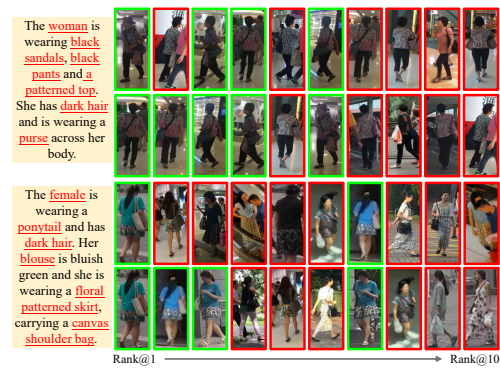 The woman is
wearing black
sandals, black
pants and a
patterned top.
She has dark hair
and is wearing a
purse across her
body.
The female is
wearing a
ponytail and has
dark hair. Her
blouse is bluish
green and she is
wearing a floral
patterned skirt,
carrying a canvas
shoulder bag.
Rank@1
Rank@10